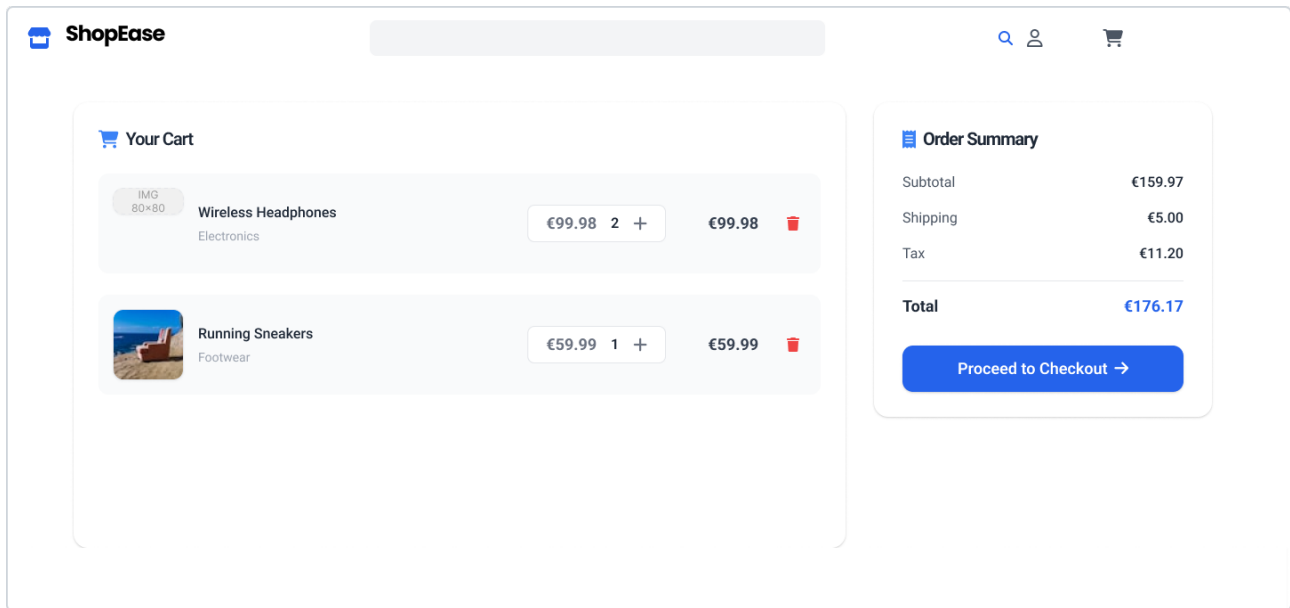 ShopEase
Your Cart
IMG
80×80
Wireless Headphones
Electronics
€99.98 2 +
€99.98
Running Sneakers
Footwear
€59.99 1 +
€59.99
Order Summary
Subtotal €159.97
Shipping €5.00
Tax €11.20
Total €176.17
Proceed to Checkout →